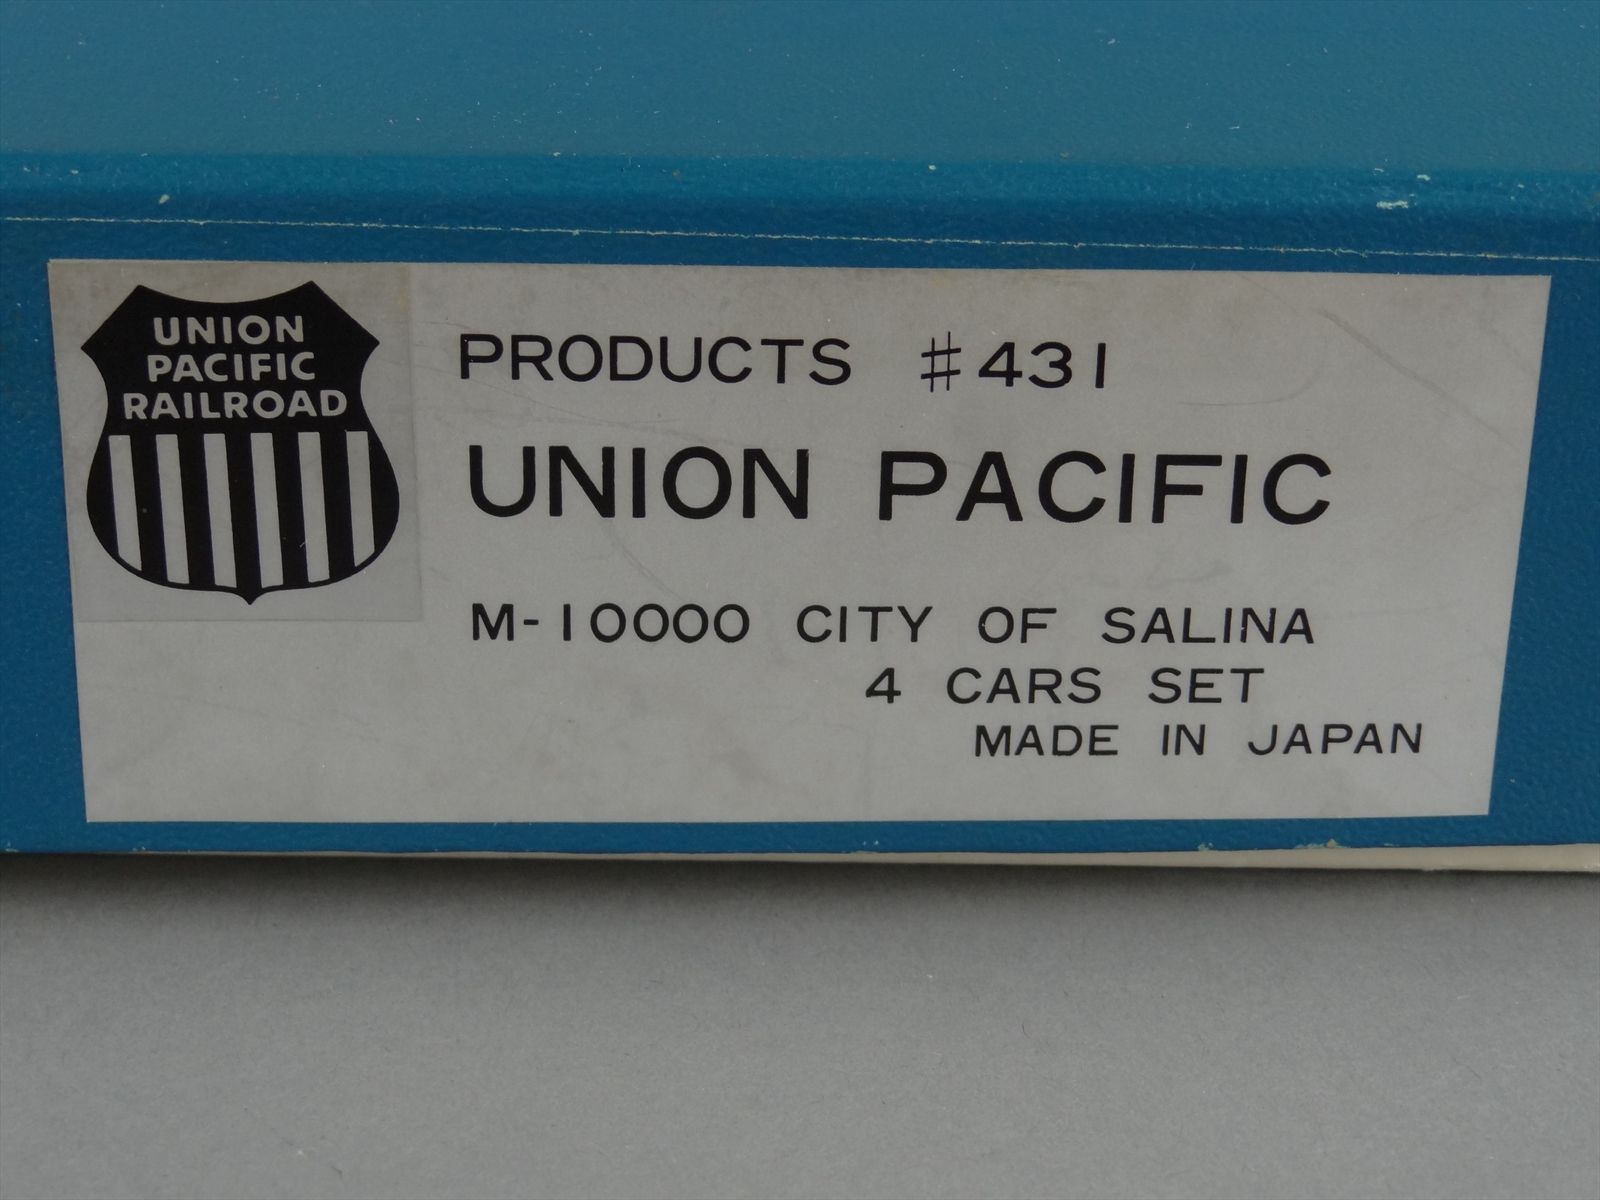 UNION
PACIFIC
RAILROAD
PRODUCTS #431
UNION PACIFIC
M-10000 CITY OF SALINA
4 CARS SET
MADE IN JAPAN